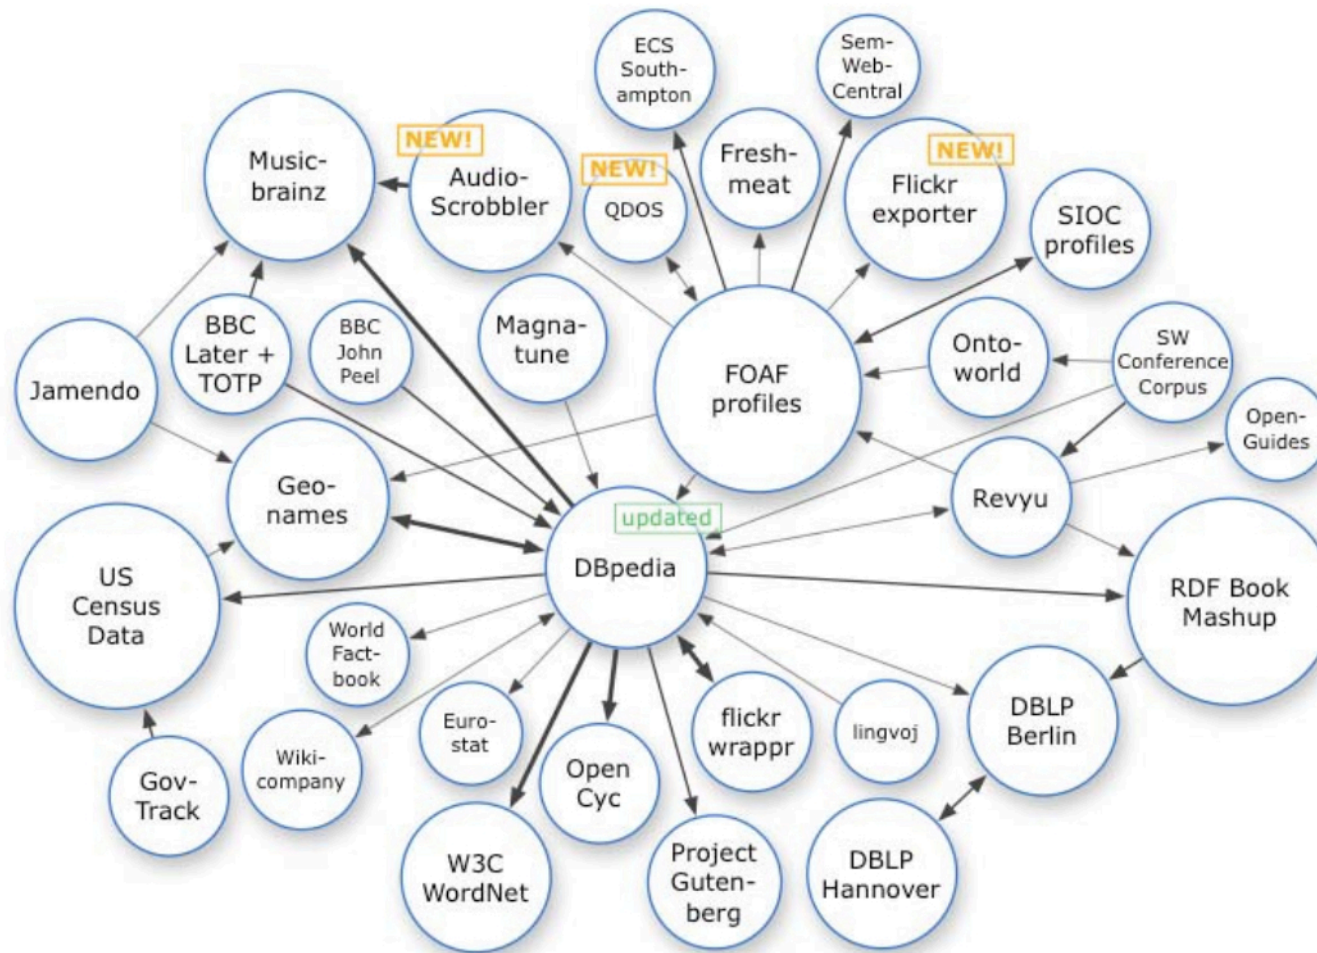 ECS
South-
ampton
Sem-
Web-
Central
NEW!
Music-
brainz
Audio-
Scrobbler
NEW!
QDOS
Fresh-
meat
NEW!
Flickr
exporter
SIOC
profiles
Jamendo
BBC
Later +
TOTP
BBC
John
Peel
Magna-
tune
FOAF
profiles
Onto-
world
SW
Conference
Corpus
Open-
Guides
Geo-
names
Revyu
updated
DBpedia
US
Census
Data
RDF Book
Mashup
World
Fact-
book
Wiki-
company
Euro-
stat
flickr
wrappr
lingvoj
DBLP
Berlin
Gov-
Track
Open
Cyc
W3C
WordNet
Project
Guten-
berg
DBLP
Hannover